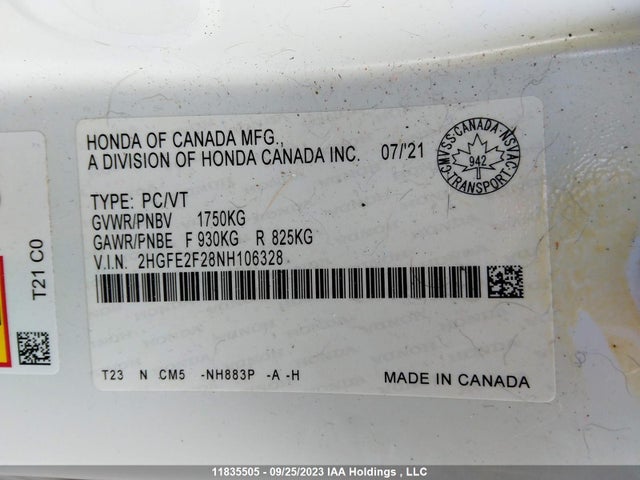 HONDA OF CANADA MFG.,
A DIVISION OF HONDA CANADA INC. 07/'21
CMVSS-CANADA-NSVAC
942
TRANSPORT
TYPE: PC/VT
GVWR/PNBV 1750KG
GAWR/PNBE F 930KG R 825KG
V.I.N. 2HGFE2F28NH106328
T21 C0
T23 N CM5 -NH883P -A -H
MADE IN CANADA
11835505 - 09/25/2023 IAA Holdings , LLC